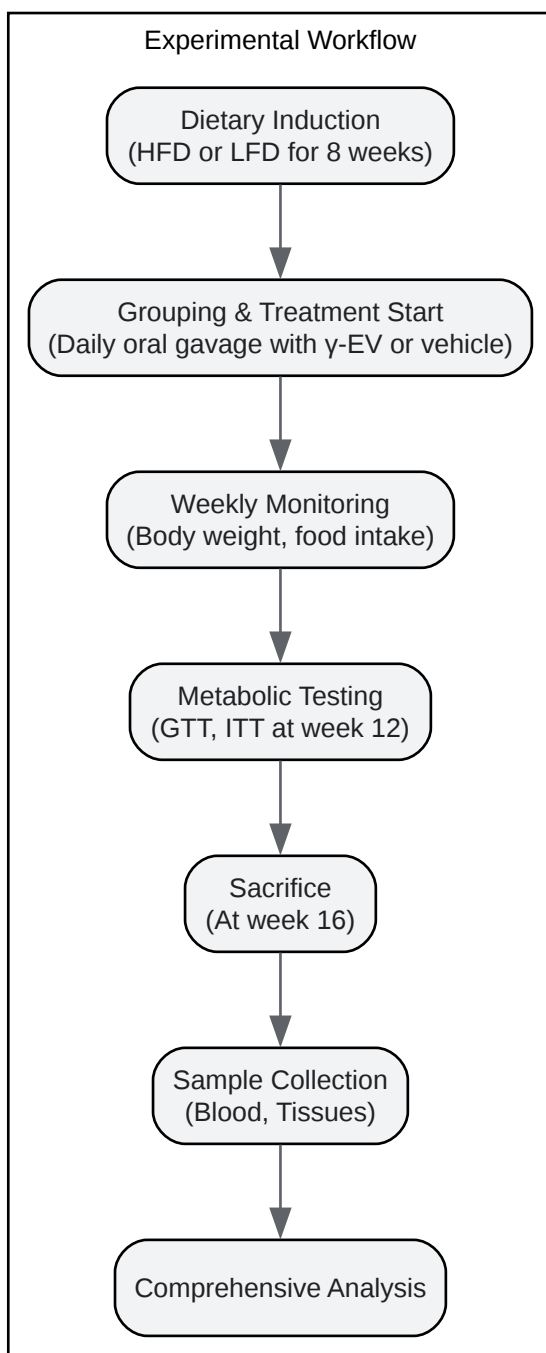 Experimental Workflow
Dietary Induction
(HFD or LFD for 8 weeks)
Grouping & Treatment Start
(Daily oral gavage with γ-EV or vehicle)
Weekly Monitoring
(Body weight, food intake)
Metabolic Testing
(GTT, ITT at week 12)
Sacrifice
(At week 16)
Sample Collection
(Blood, Tissues)
Comprehensive Analysis